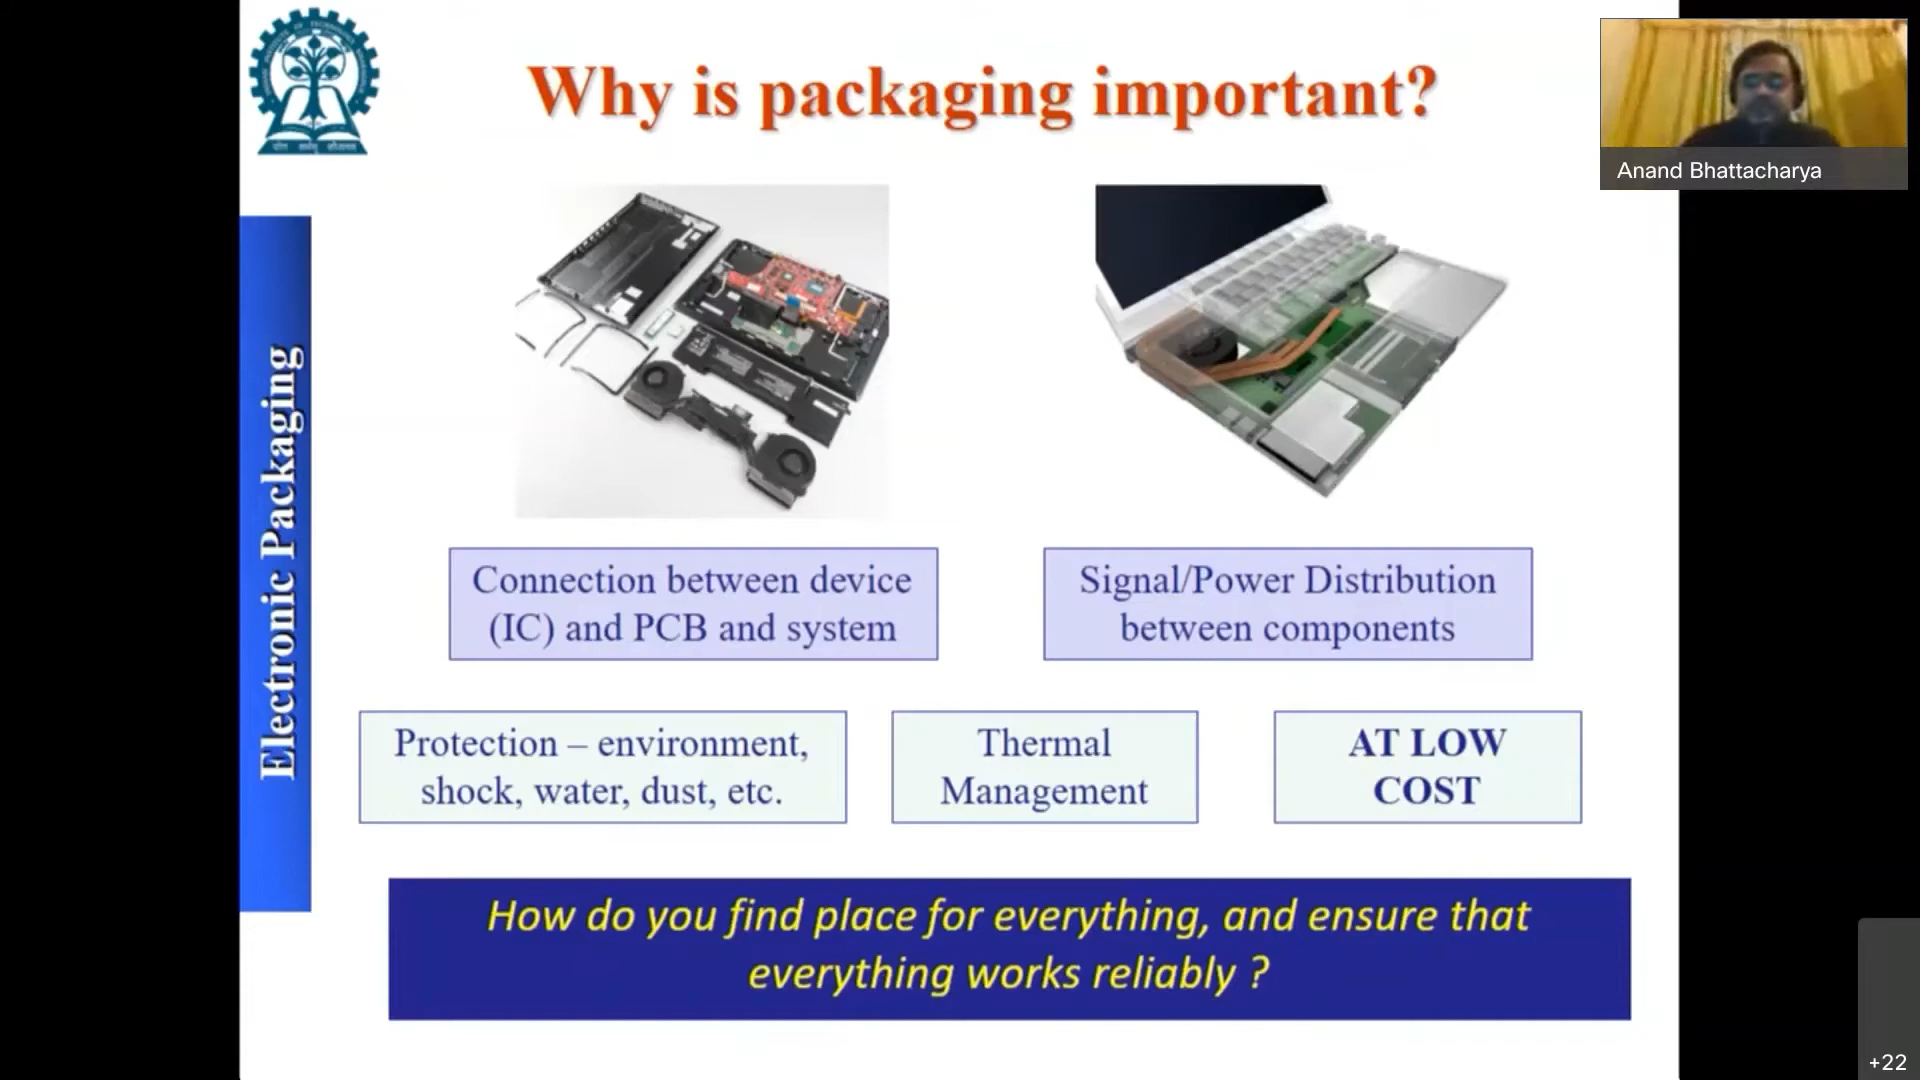 Why is packaging important?
Anand Bhattacharya
Electronic Packaging
Connection between device
(IC) and PCB and system
Signal/Power Distribution
between components
Protection – environment,
shock, water, dust, etc.
Thermal
Management
AT LOW
COST
How do you find place for everything, and ensure that
everything works reliably ?
+22